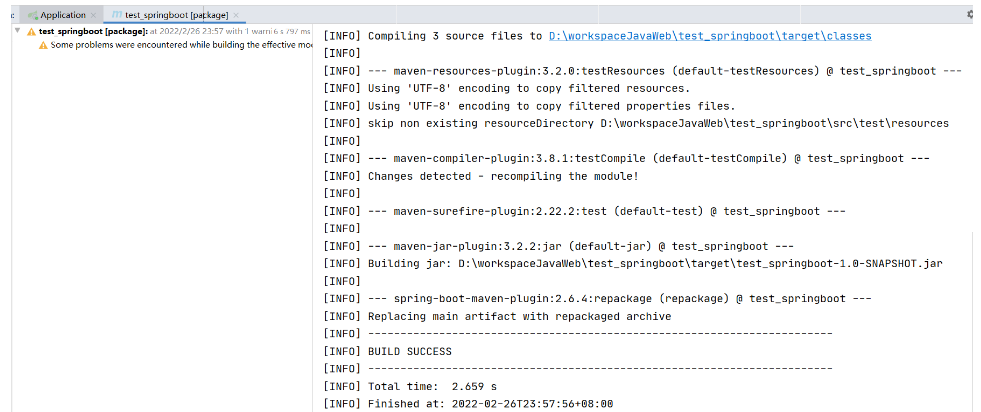 Application
test_springboot [package]
test_springboot [package]: at 2022/2/26 23:57 with 1 warni 6 s 797 ms
Some problems were encountered while building the effective mod
[INFO] Compiling 3 source files to D:\workspaceJavaWeb\test_springboot\target\classes
[INFO]
[INFO] --- maven-resources-plugin:3.2.0:testResources (default-testResources) @ test_springboot ---
[INFO] Using 'UTF-8' encoding to copy filtered resources.
[INFO] Using 'UTF-8' encoding to copy filtered properties files.
[INFO] skip non existing resourceDirectory D:\workspaceJavaWeb\test_springboot\src\test\resources
[INFO]
[INFO] --- maven-compiler-plugin:3.8.1:testCompile (default-testCompile) @ test_springboot ---
[INFO] Changes detected - recompiling the module!
[INFO]
[INFO] --- maven-surefire-plugin:2.22.2:test (default-test) @ test_springboot ---
[INFO]
[INFO] --- maven-jar-plugin:3.2.2:jar (default-jar) @ test_springboot ---
[INFO] Building jar: D:\workspaceJavaWeb\test_springboot\target\test_springboot-1.0-SNAPSHOT.jar
[INFO]
[INFO] --- spring-boot-maven-plugin:2.6.4:repackage (repackage) @ test_springboot ---
[INFO] Replacing main artifact with repackaged archive
[INFO] ------------------------------------------------------------------------
[INFO] BUILD SUCCESS
[INFO] ------------------------------------------------------------------------
[INFO] Total time:  2.659 s
[INFO] Finished at: 2022-02-26T23:57:56+08:00